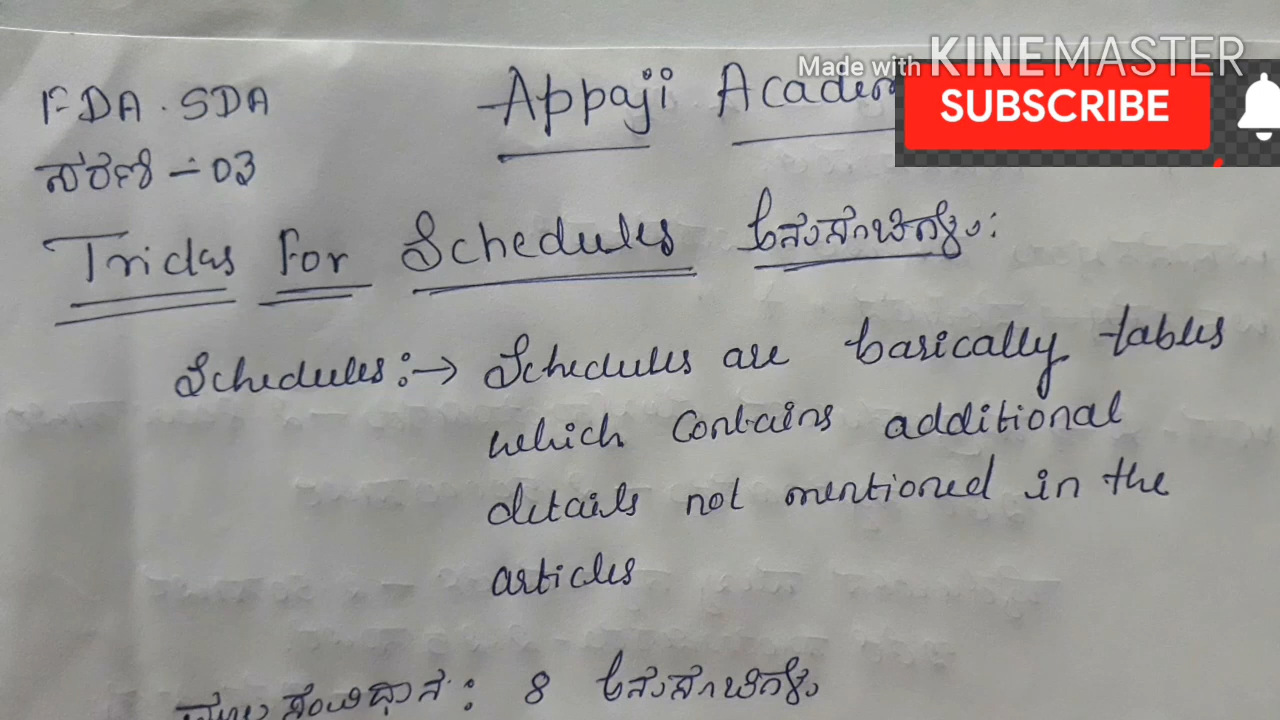 Made with KINEMASTER
SUBSCRIBE
FDA. SDA
-Appaji Academ
ಸರಣಿ - 03
Tricks For Schedules ಅನುಸೂಚಿಗಳು:
Schedules:→ Schedules are basically tables
which contains additional
details not mentioned in the
articles
ಮೂಲ ಸಂವಿಧಾನ: 8 ಅನುಸೂಚಿಗಳು